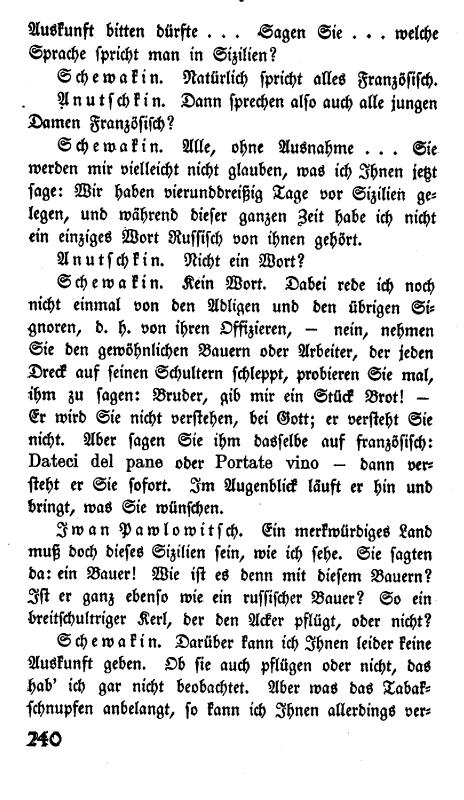 Auskunft bitten dürfte . . . Sagen Sie . . . welche
Sprache spricht man in Sizilien?
Schewakin. Natürlich spricht alles Französisch.
Anutschkin. Dann sprechen also auch alle jungen
Damen Französisch?
Schewakin. Alle, ohne Ausnahme . . . Sie
werden mir vielleicht nicht glauben, was ich Ihnen jetzt
sage: Wir haben vierunddreißig Tage vor Sizilien ge-
legen, und während dieser ganzen Zeit habe ich nicht
ein einziges Wort Russisch von ihnen gehört.
Anutschkin. Nicht ein Wort?
Schewakin. Kein Wort. Dabei rede ich noch
nicht einmal von den Adligen und den übrigen Si-
gnoren, d. h. von ihren Offizieren, — nein, nehmen
Sie den gewöhnlichen Bauern oder Arbeiter, der jeden
Dreck auf seinen Schultern schleppt, probieren Sie mal,
ihm zu sagen: Bruder, gib mir ein Stück Brot! —
Er wird Sie nicht verstehen, bei Gott; er versteht Sie
nicht. Aber sagen Sie ihm dasselbe auf französisch:
Dateci del pane oder Portate vino — dann ver-
steht er Sie sofort. Im Augenblick läuft er hin und
bringt, was Sie wünschen.
Iwan Pawlowitsch. Ein merkwürdiges Land
muß doch dieses Sizilien sein, wie ich sehe. Sie sagten
da: ein Bauer! Wie ist es denn mit diesem Bauern?
Ist er ganz ebenso wie ein russischer Bauer? So ein
breitschultriger Kerl, der den Acker pflügt, oder nicht?
Schewakin. Darüber kann ich Ihnen leider keine
Auskunft geben. Ob sie auch pflügen oder nicht, das
hab' ich gar nicht beobachtet. Aber was das Tabak-
schnupfen anbelangt, so kann ich Ihnen allerdings ver-
240